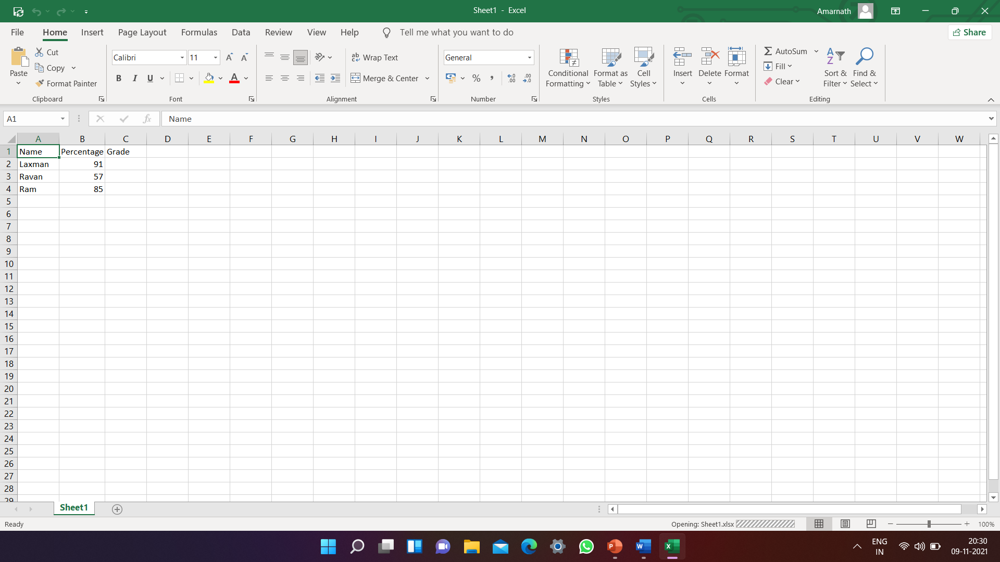 Sheet1 - Excel
Amarnath
File Home Insert Page Layout Formulas Data Review View Help Tell me what you want to do Share
Paste
Cut
Copy
Format Painter
Clipboard
Calibri 11
B I U A
Font
ab Wrap Text
Merge & Center
Alignment
General
%
Number
Conditional Formatting
Format as Table
Cell Styles
Styles
Insert Delete Format
Cells
AutoSum
Fill
Clear
Sort & Filter
Find & Select
Editing
A1 fx Name
A B C D E F G H I J K L M N O P Q R S T U V W
1 Name Percentage Grade
2 Laxman 91
3 Ravan 57
4 Ram 85
5
6
7
8
9
10
11
12
13
14
15
16
17
18
19
20
21
22
23
24
25
26
27
28
29
Sheet1
Ready Opening: Sheet1.xlsx 100%
ENG
IN
20:30
09-11-2021